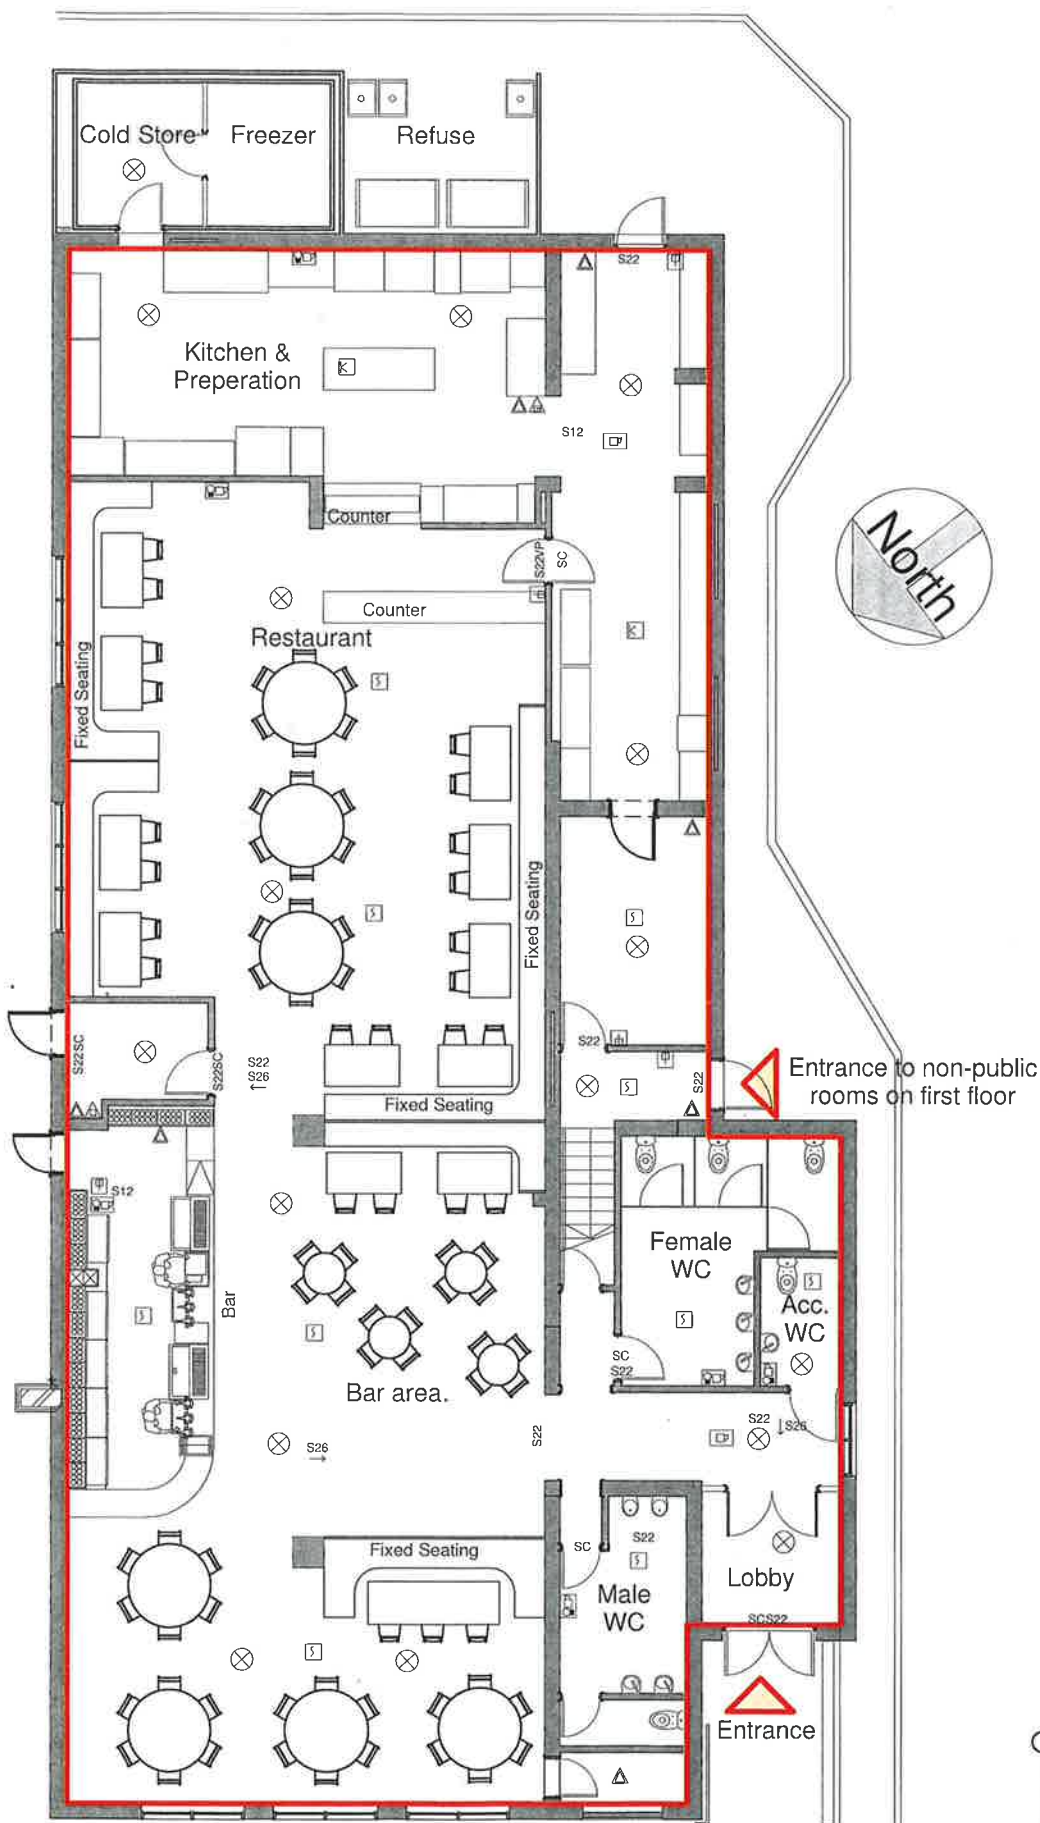 Cold Store
Freezer
Refuse
S22
Kitchen &
Preperation
K
S12
Counter
S22VP
SC
Counter
North
Restaurant
S
K
Fixed Seating
Fixed Seating
S
S
S22SC
S22SC
S22
S26
S22
S
S22
Entrance to non-public
rooms on first floor
Fixed Seating
S12
Female
WC
S
Acc.
WC
S
Bar
S
S
SC
S22
Bar area.
S22
S26
S22
S26
Fixed Seating
SC
S22
S
Male
WC
Lobby
SCS22
S
Entrance